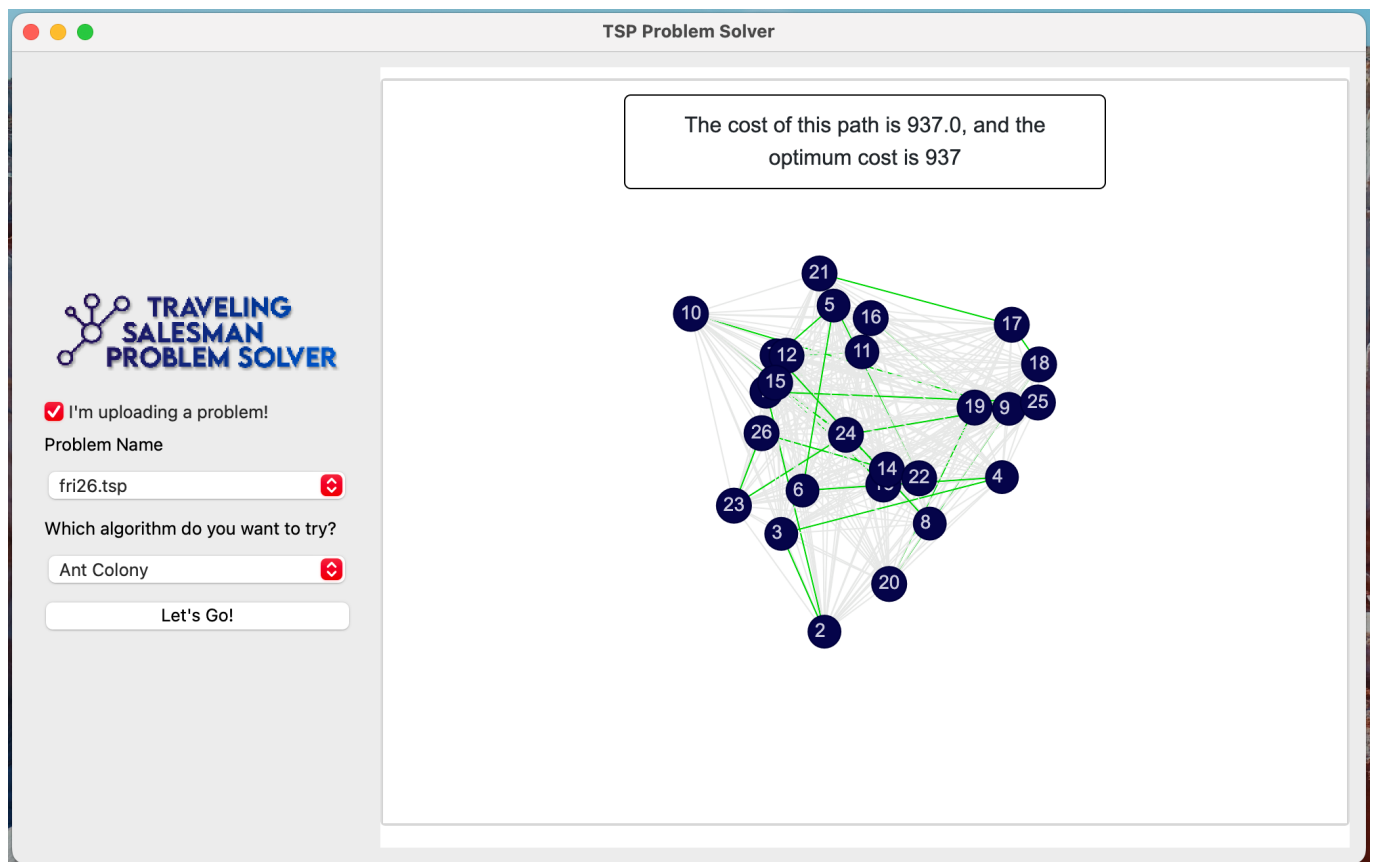 TSP Problem Solver
The cost of this path is 937.0, and the
optimum cost is 937
TRAVELING
SALESMAN
PROBLEM SOLVER
I'm uploading a problem!
Problem Name
fri26.tsp
Which algorithm do you want to try?
Ant Colony
Let's Go!
21
5
10
16
17
12
11
18
15
19
9
25
26
24
14
22
4
6
23
8
3
20
2